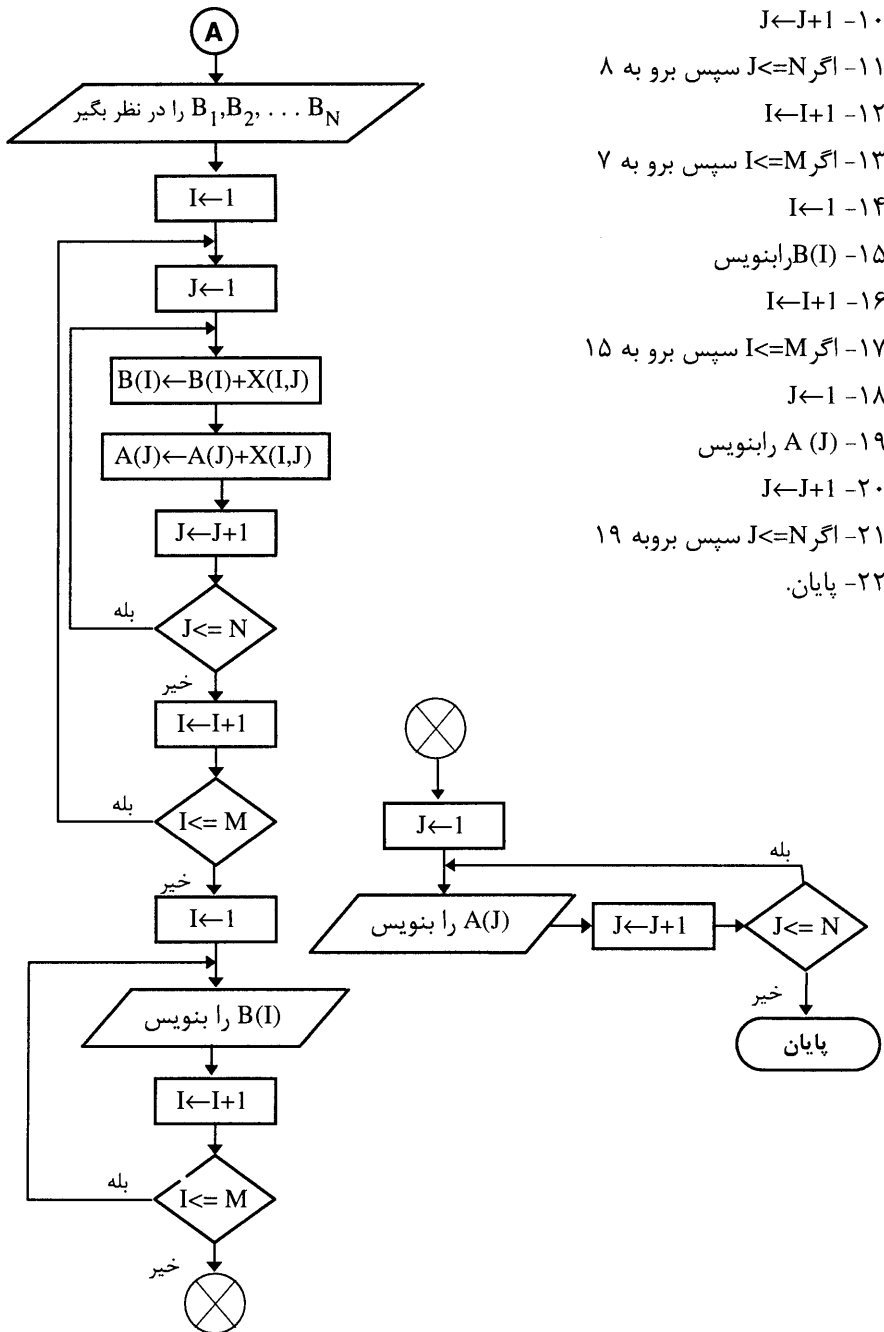 ۱۰- J←J+1
۱۱- اگر J<=N سپس برو به ۸
۱۲- I←I+1
۱۳- اگر I<=M سپس برو به ۷
۱۴- I←1
۱۵- B(I) رابنویس
۱۶- I←I+1
۱۷- اگر I<=M سپس برو به ۱۵
۱۸- J←1
۱۹- A (J) رابنویس
۲۰- J←J+1
۲۱- اگر J<=N سپس بروبه ۱۹
۲۲- پایان.
A
B1,B2, . . . BN را در نظر بگیر
I←1
J←1
B(I)←B(I)+X(I,J)
A(J)←A(J)+X(I,J)
J←J+1
J<= N
بله
خیر
I←I+1
I<= M
بله
خیر
I←1
B(I) را بنویس
I←I+1
I<= M
بله
خیر
J←1
A(J) را بنویس
J←J+1
J<= N
بله
خیر
پایان